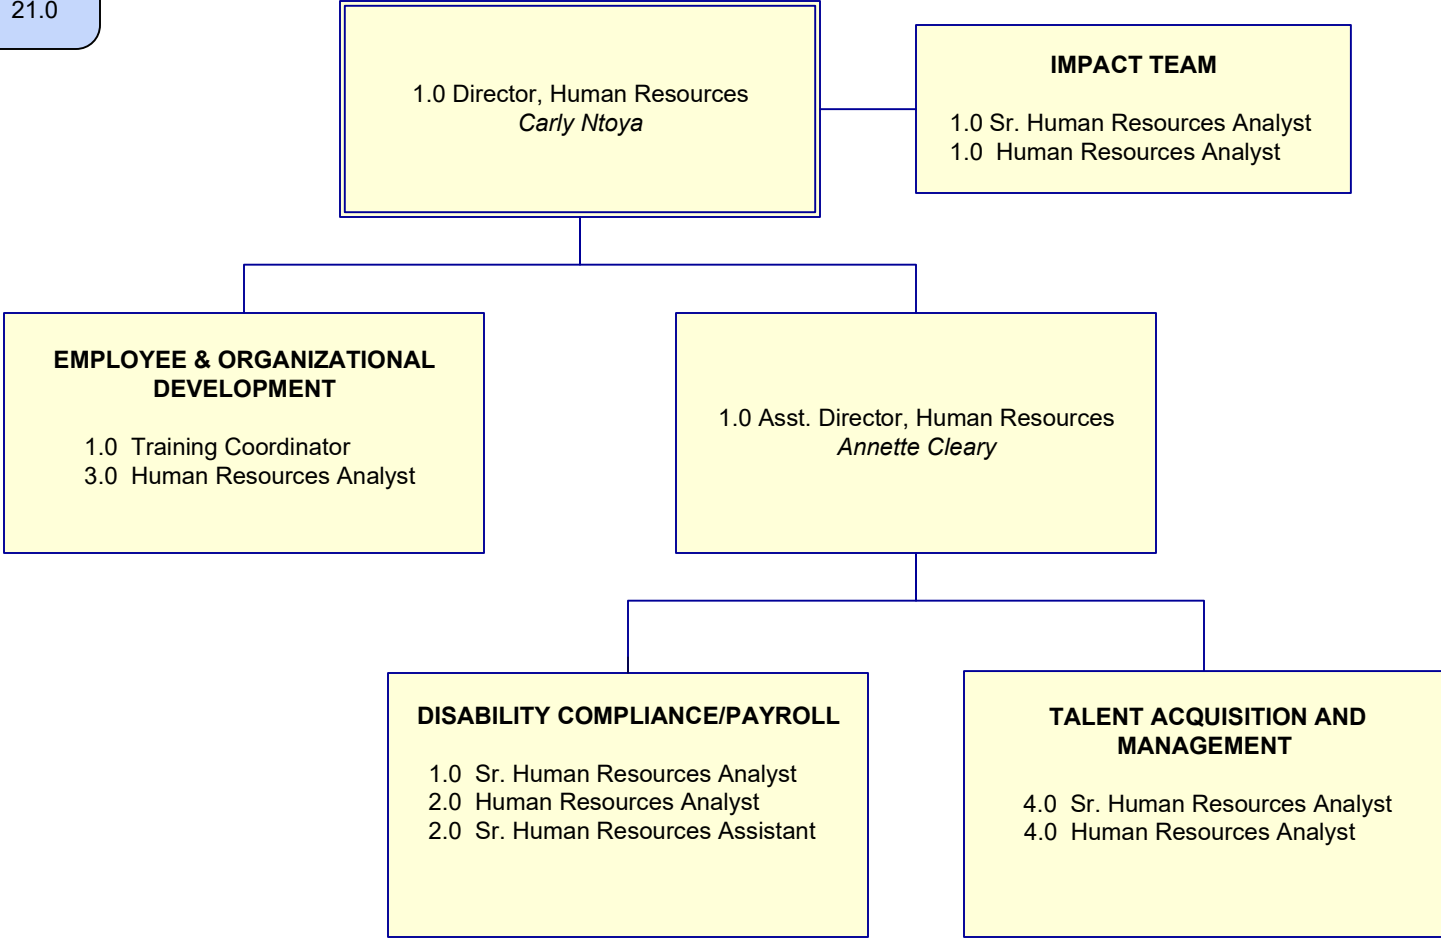 21.0
1.0 Director, Human Resources
Carly Ntoya
IMPACT TEAM
1.0 Sr. Human Resources Analyst
1.0 Human Resources Analyst
EMPLOYEE & ORGANIZATIONAL
DEVELOPMENT
1.0 Training Coordinator
3.0 Human Resources Analyst
1.0 Asst. Director, Human Resources
Annette Cleary
DISABILITY COMPLIANCE/PAYROLL
1.0 Sr. Human Resources Analyst
2.0 Human Resources Analyst
2.0 Sr. Human Resources Assistant
TALENT ACQUISITION AND
MANAGEMENT
4.0 Sr. Human Resources Analyst
4.0 Human Resources Analyst